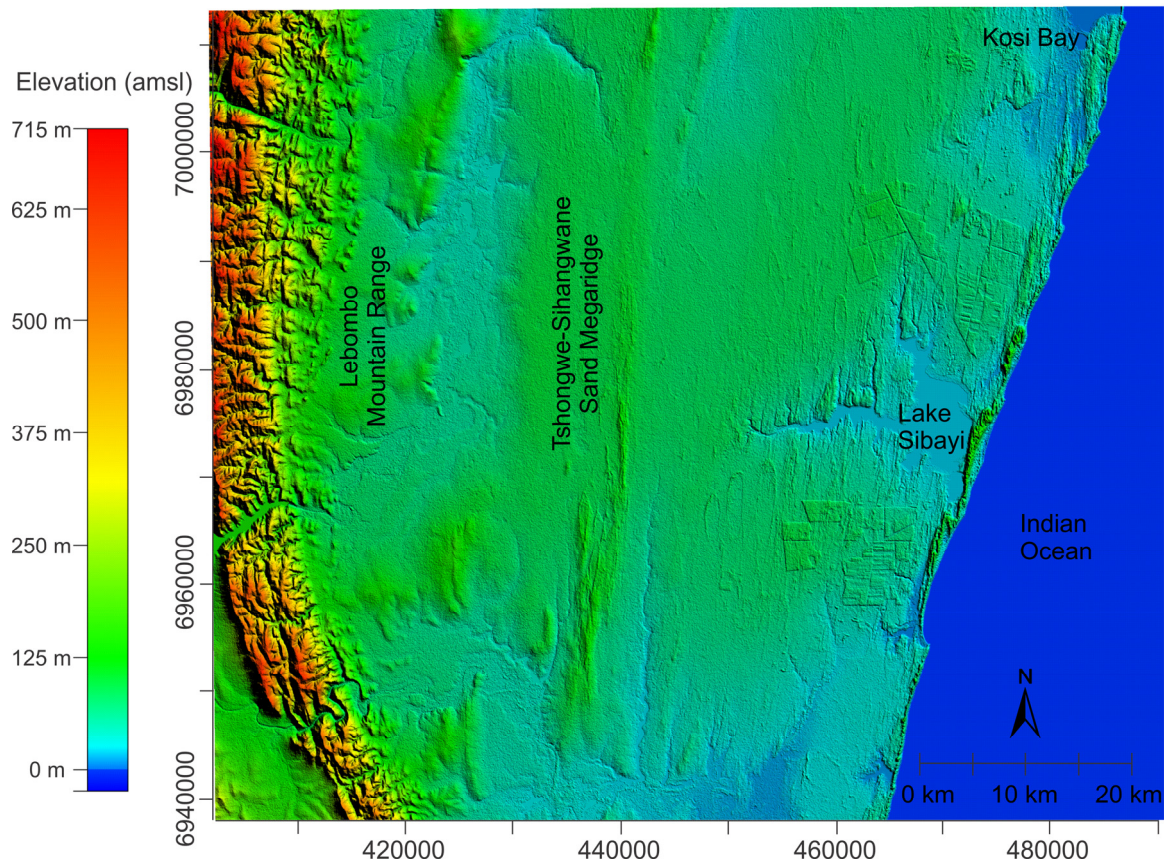 Elevation (amsl)
715 m
625 m
500 m
375 m
250 m
125 m
0 m
7000000
6980000
6960000
6940000
420000
440000
460000
480000
Lebombo
Mountain Range
Tshongwe-Sihangwane
Sand Megaridge
Kosi Bay
Lake
Sibayi
Indian
Ocean
N
0 km 10 km 20 km